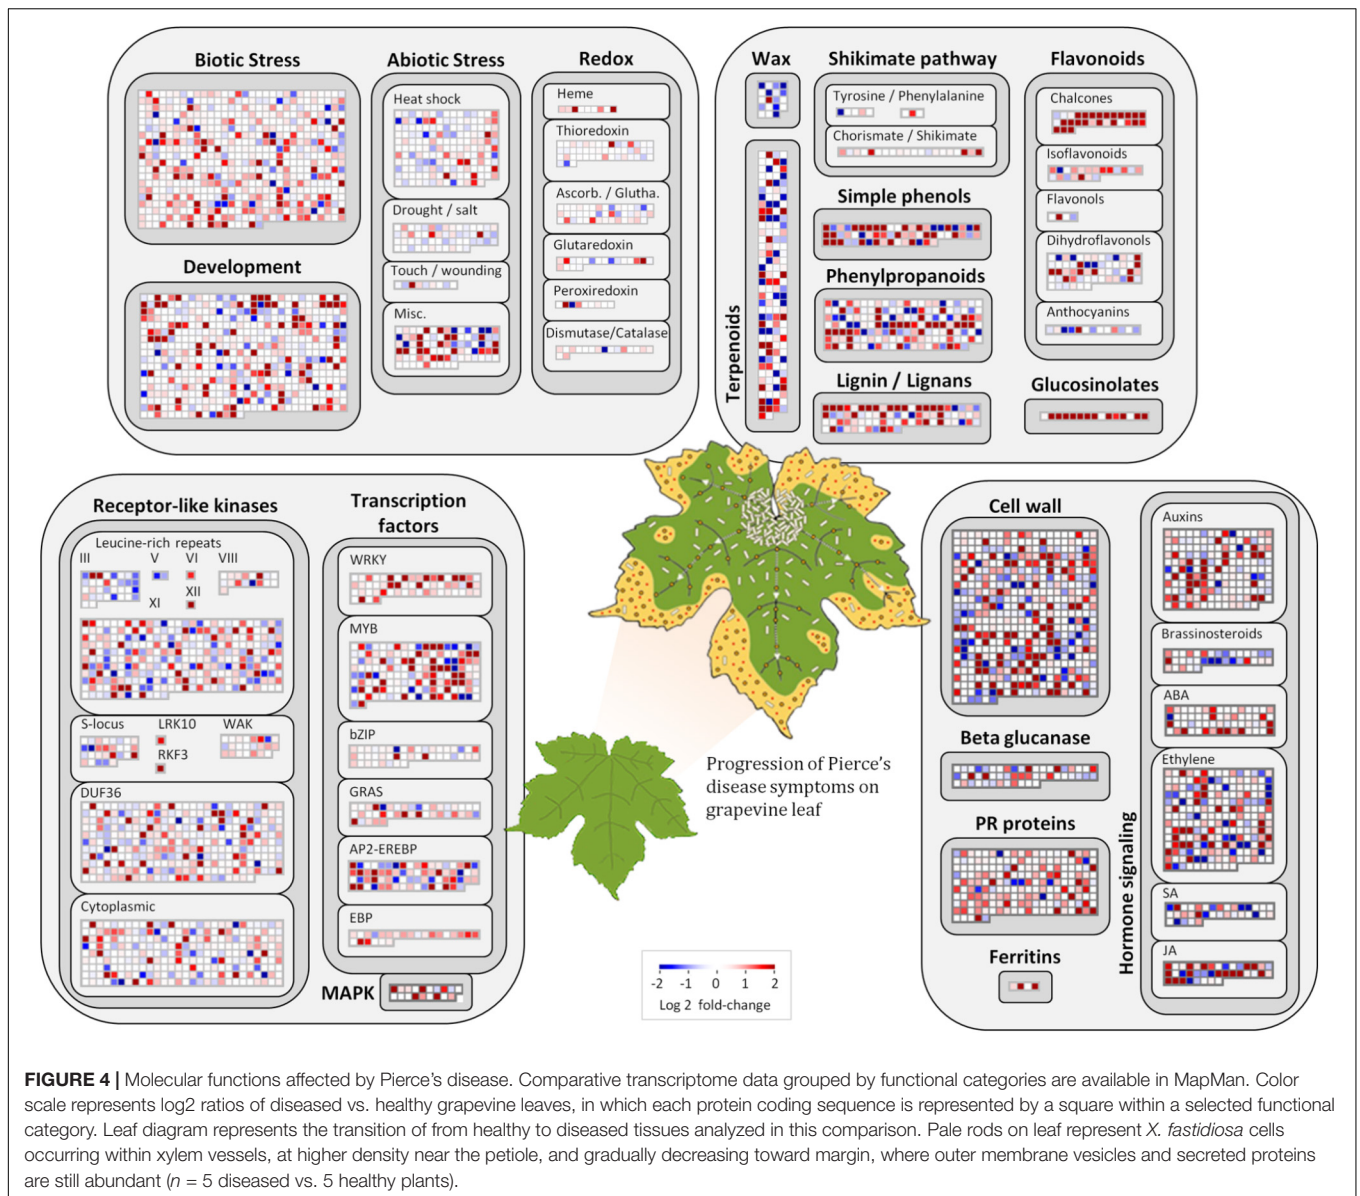 Biotic Stress
Abiotic Stress
Redox
Heat shock
Heme
Thioredoxin
Ascorb. / Glutha.
Drought / salt
Glutaredoxin
Development
Touch / wounding
Peroxiredoxin
Misc.
Dismutase/Catalase
Wax
Shikimate pathway
Flavonoids
Tyrosine / Phenylalanine
Chalcones
Chorismate / Shikimate
Isoflavonoids
Simple phenols
Flavonols
Dihydroflavonols
Phenylpropanoids
Terpenoids
Anthocyanins
Lignin / Lignans
Glucosinolates
Receptor-like kinases
Leucine-rich repeats
III
V
VI
VIII
XI
XII
S-locus
LRK10
WAK
RKF3
DUF36
Cytoplasmic
Transcription
factors
WRKY
MYB
bZIP
GRAS
AP2-EREBP
EBP
MAPK
Progression of Pierce's
disease symptoms on
grapevine leaf
-2 -1 0 1 2
Log 2 fold-change
Cell wall
Beta glucanase
PR proteins
Ferritins
Hormone signaling
Auxins
Brassinosteroids
ABA
Ethylene
SA
JA
FIGURE 4 | Molecular functions affected by Pierce's disease. Comparative transcriptome data grouped by functional categories are available in MapMan. Color
scale represents log2 ratios of diseased vs. healthy grapevine leaves, in which each protein coding sequence is represented by a square within a selected functional
category. Leaf diagram represents the transition of from healthy to diseased tissues analyzed in this comparison. Pale rods on leaf represent X. fastidiosa cells
occurring within xylem vessels, at higher density near the petiole, and gradually decreasing toward margin, where outer membrane vesicles and secreted proteins
are still abundant (n = 5 diseased vs. 5 healthy plants).